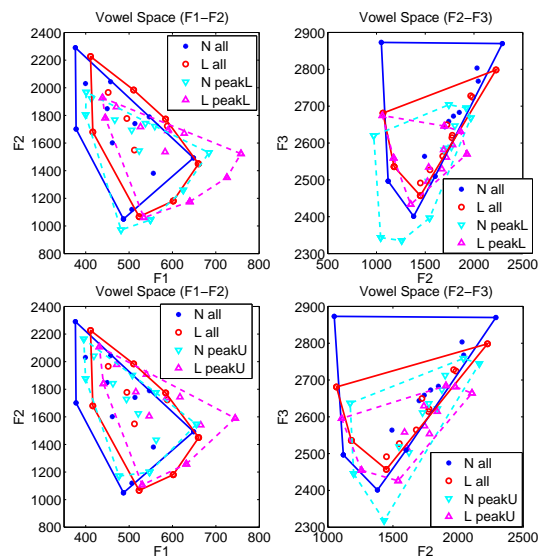 Vowel Space (F1−F2)
2400
2200
2000
1800
1600
1400
1200
1000
800
F2
400 500 600 700 800
F1
N all
L all
N peakL
L peakL
Vowel Space (F2−F3)
2900
2800
2700
2600
2500
2400
2300
F3
500 1000 1500 2000 2500
F2
N all
L all
N peakL
L peakL
Vowel Space (F1−F2)
2400
2200
2000
1800
1600
1400
1200
1000
800
F2
400 500 600 700 800
F1
N all
L all
N peakU
L peakU
Vowel Space (F2−F3)
2900
2800
2700
2600
2500
2400
2300
F3
1000 1500 2000 2500
F2
N all
L all
N peakU
L peakU